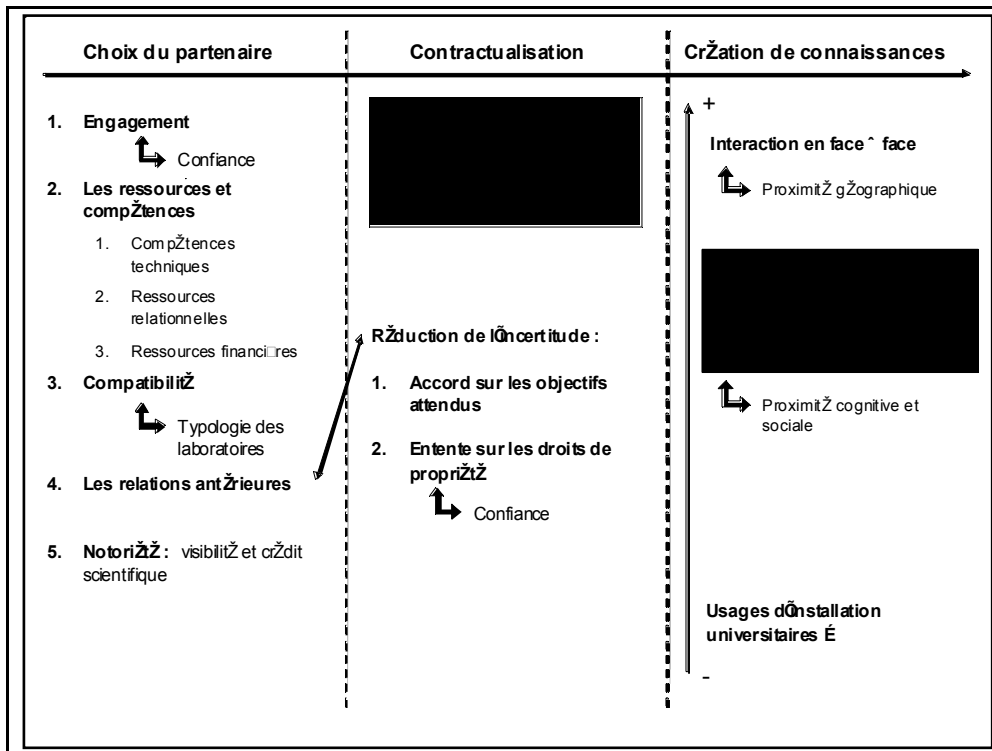 Choix du partenaire
Contractualisation
CrŽation de connaissances
1. Engagement
Confiance
2. Les ressources et
compŽtences
1. CompŽtences
techniques
2. Ressources
relationnelles
3. Ressources financi□res
3. CompatibilitŽ
Typologie des
laboratoires
4. Les relations antŽrieures
5. NotoriŽtŽ : visibilitŽ et crŽdit
scientifique
RŽduction de lÕincertitude :
1. Accord sur les objectifs
attendus
2. Entente sur les droits de
propriŽtŽ
Confiance
+
Interaction en face ˆ face
ProximitŽ gŽographique
ProximitŽ cognitive et
sociale
Usages dÕinstallation
universitaires É
-